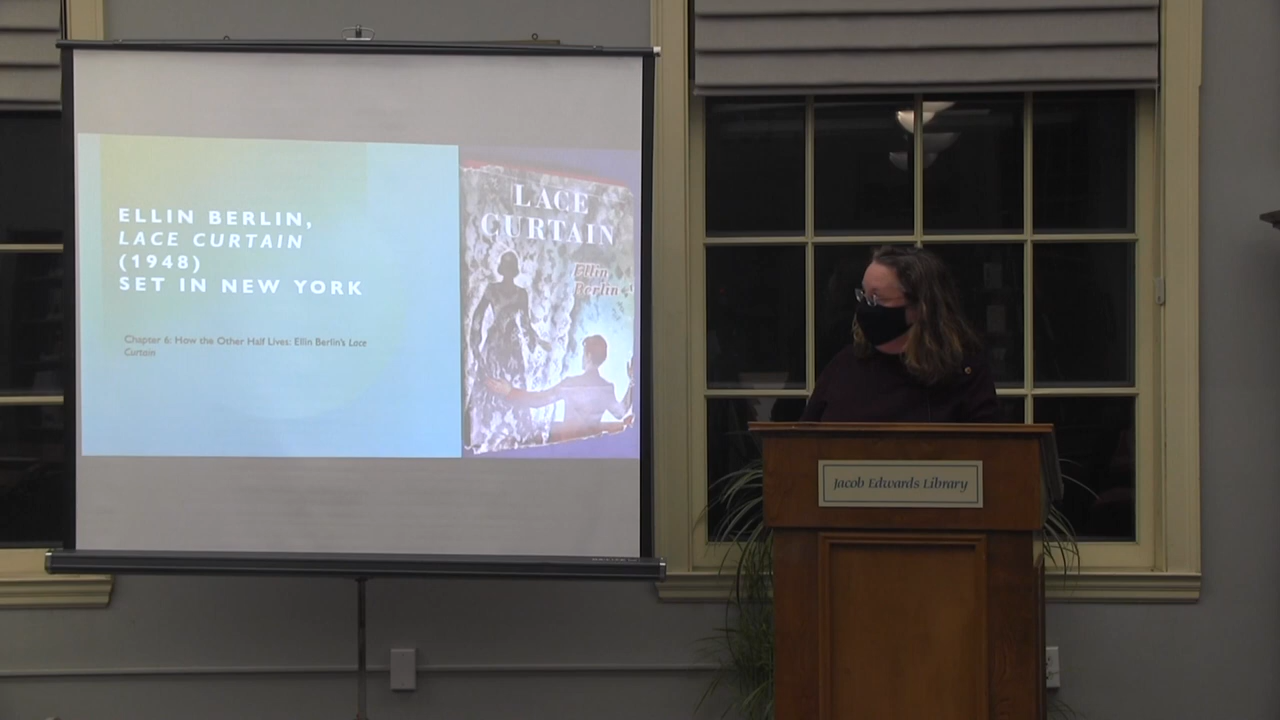 ELLIN BERLIN,
LACE CURTAIN
(1948)
SET IN NEW YORK
Chapter 6: How the Other Half Lives: Ellin Berlin's Lace
Curtain
LACE
CURTAIN
Ellin
Berlin
Jacob Edwards Library